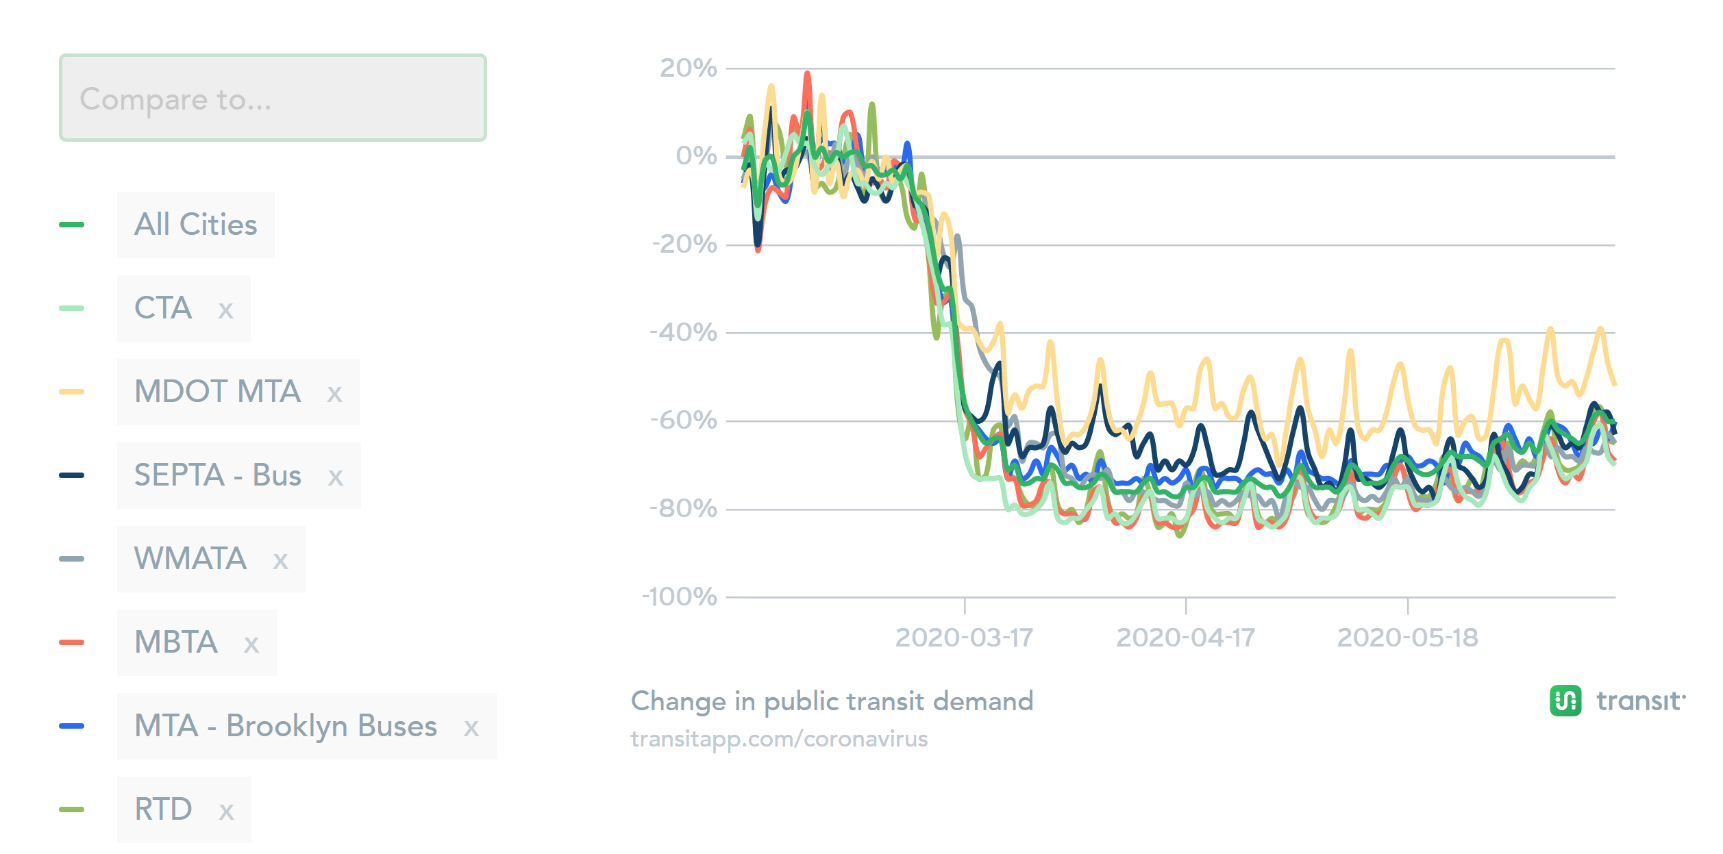 Compare to...
All Cities
CTA x
MDOT MTA x
SEPTA - Bus x
WMATA x
MBTA x
MTA - Brooklyn Buses x
RTD x
20%
0%
-20%
-40%
-60%
-80%
-100%
2020-03-17 2020-04-17 2020-05-18
Change in public transit demand
transitapp.com/coronavirus
transit